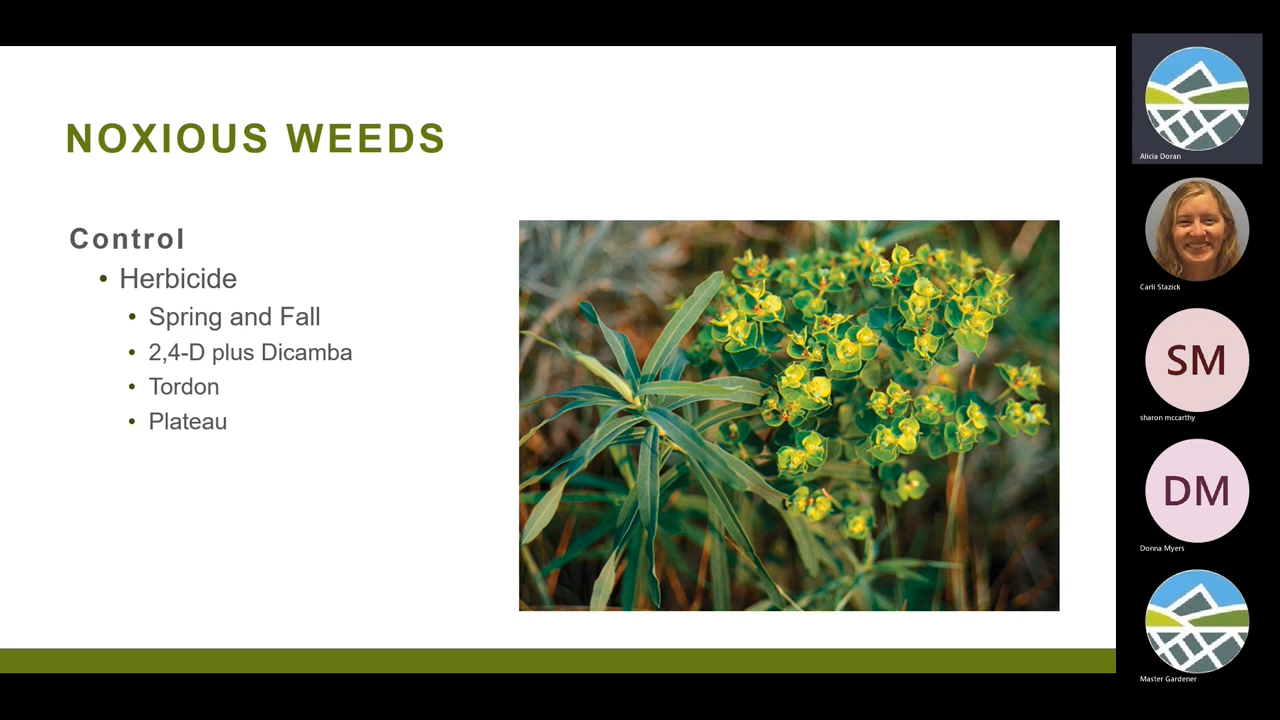 NOXIOUS WEEDS
Control
• Herbicide
• Spring and Fall
• 2,4-D plus Dicamba
• Tordon
• Plateau
Alicia Doran
Carli Stazick
SM
sharon mccarthy
DM
Donna Myers
Master Gardener